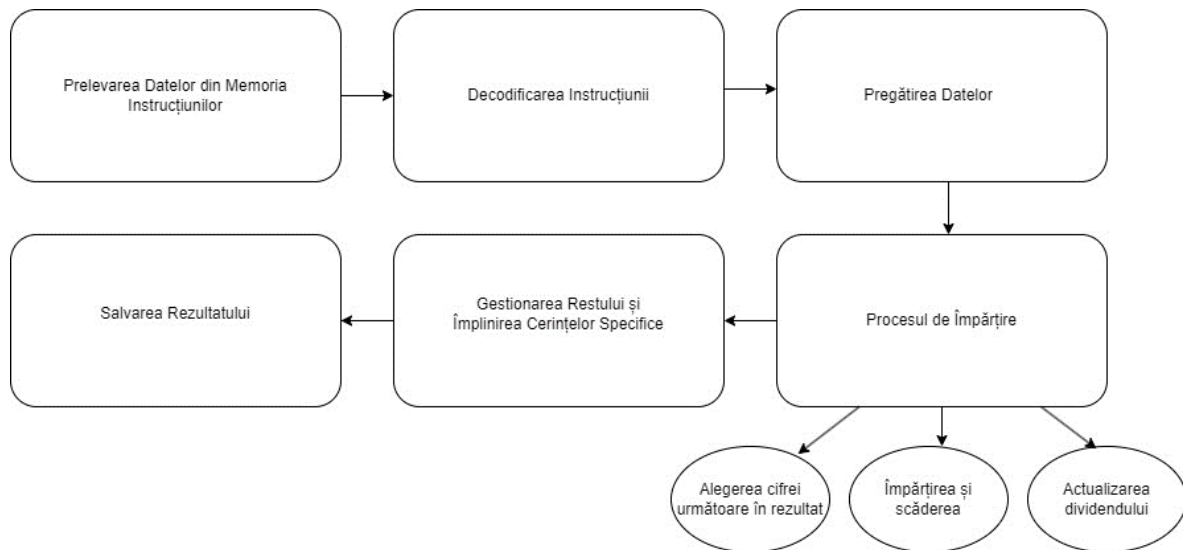 Prelevarea Datelor din Memoria
Instrucțiunilor
Decodificarea Instrucțiunii
Pregătirea Datelor
Salvarea Rezultatului
Gestionarea Restului și
Împlinirea Cerințelor Specifice
Procesul de Împărțire
Alegerea cifrei
următoare în rezultat
Împărțirea și
scăderea
Actualizarea
dividendului